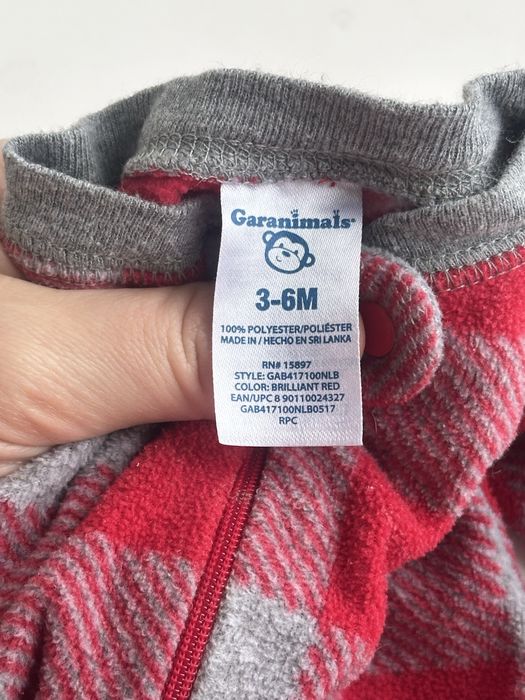 Garanimals®
3-6M
100% POLYESTER/POLIÉSTER
MADE IN / HECHO EN SRI LANKA
RN# 15897
STYLE: GAB417100NLB
COLOR: BRILLIANT RED
EAN/UPC 8 90110024327
GAB417100NLB0517
RPC